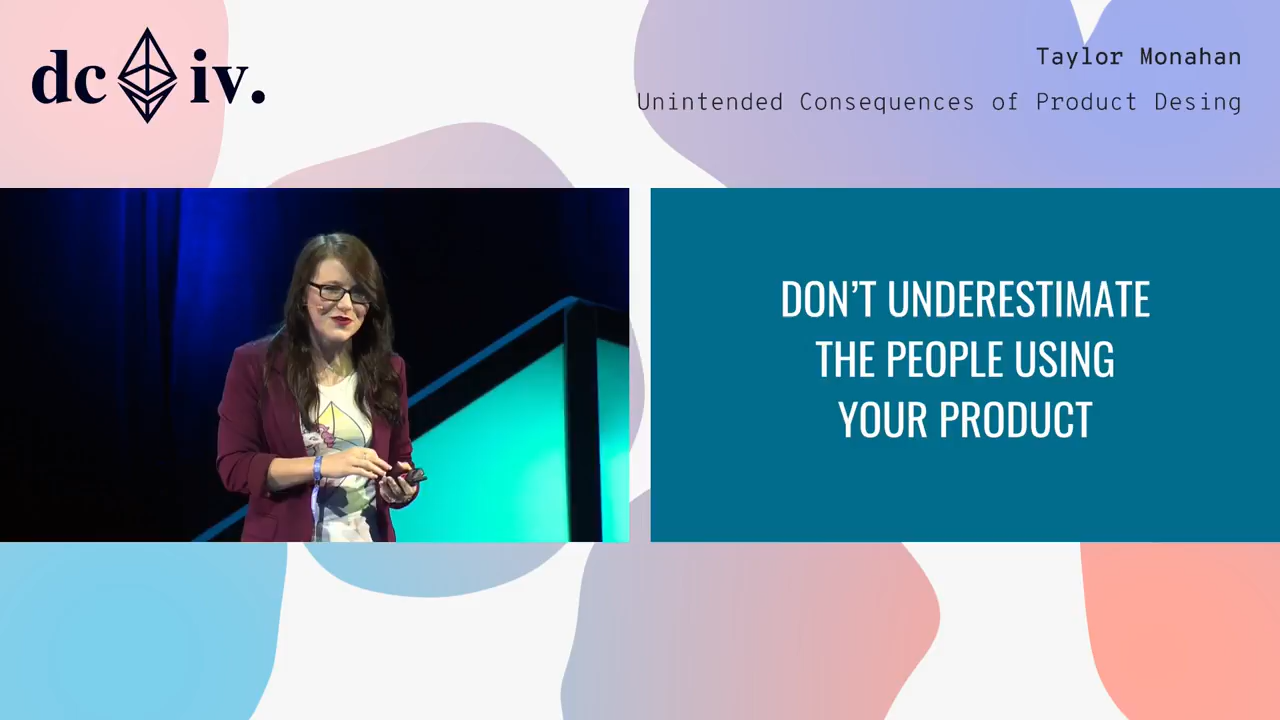 dc iv.
Taylor Monahan
Unintended Consequences of Product Desing
DON'T UNDERESTIMATE
THE PEOPLE USING
YOUR PRODUCT